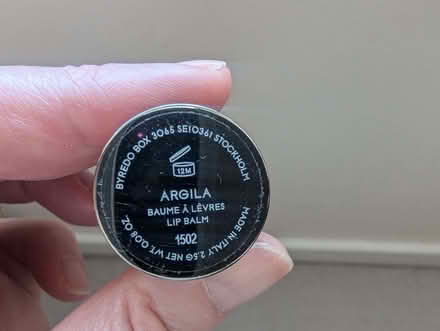 BYREDO BOX 3065 SE10361 STOCKHOLM
12M
ARGILA
BAUME À LÈVRES
LIP BALM
1502
MADE IN ITALY 2.5G NET WT. 0.08 OZ